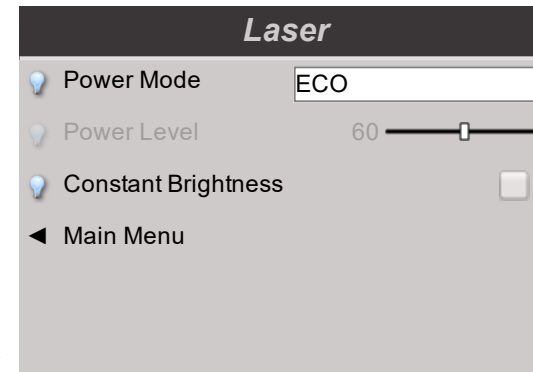 Laser
Power Mode ECO
Power Level 60
Constant Brightness
Main Menu